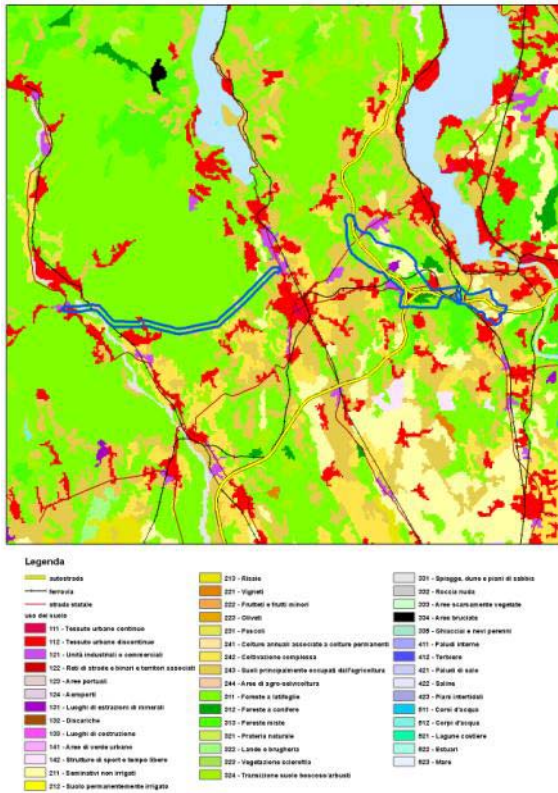 Legenda
autostrada
ferrovia
strada statale
uso del suolo
111 - Tessuto urbano continuo
112 - Tessuto urbano discontinuo
121 - Unità industriali o commerciali
122 - Reti di strade e binari e territori associati
123 - Aree portuali
124 - Aeroporti
131 - Luoghi di estrazioni di minerali
132 - Discariche
133 - Luoghi di costruzione
141 - Aree di verde urbano
142 - Strutture di sport e tempo libero
211 - Seminativi non irrigati
212 - Suolo permanentemente irrigato
213 - Risaie
221 - Vigneti
222 - Frutteti e frutti minori
223 - Oliveti
231 - Pascoli
241 - Colture annuali associate a colture permanenti
242 - Coltivazione complessa
243 - Suoli principalmente occupati dall'agricoltura
244 - Aree di agro-selvicoltura
311 - Foreste a latifoglie
312 - Foreste a conifere
313 - Foreste miste
321 - Praterie naturale
322 - Lande e brughiera
323 - Vegetazione sclerofila
324 - Transizione suolo boscoso/arbusti
331 - Spiagge, dune e piani di sabbia
332 - Roccia nuda
333 - Aree scarsamente vegetate
334 - Aree bruciate
335 - Ghiacciai e nevi perenni
411 - Paludi interne
412 - Torbiere
421 - Paludi di sale
422 - Saline
423 - Piani intertidali
511 - Corsi d'acqua
512 - Corpi d'acqua
521 - Lagune costiere
522 - Estuari
523 - Mare